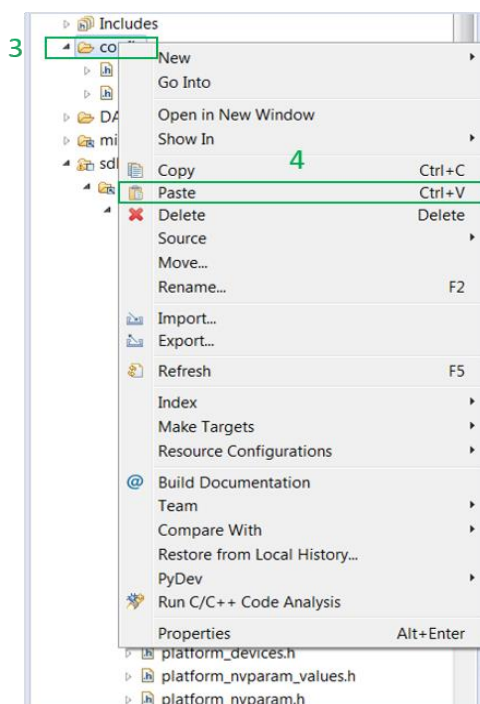 Includes
3
co
New
Go Into
DA
Open in New Window
mi
Show In
sd
4
Copy Ctrl+C
Paste Ctrl+V
Delete Delete
Source
Move...
Rename... F2
Import...
Export...
Refresh F5
Index
Make Targets
Resource Configurations
Build Documentation
Team
Compare With
Restore from Local History...
PyDev
Run C/C++ Code Analysis
Properties Alt+Enter
platform_devices.h
platform_nvparam_values.h
platform_nvparam.h